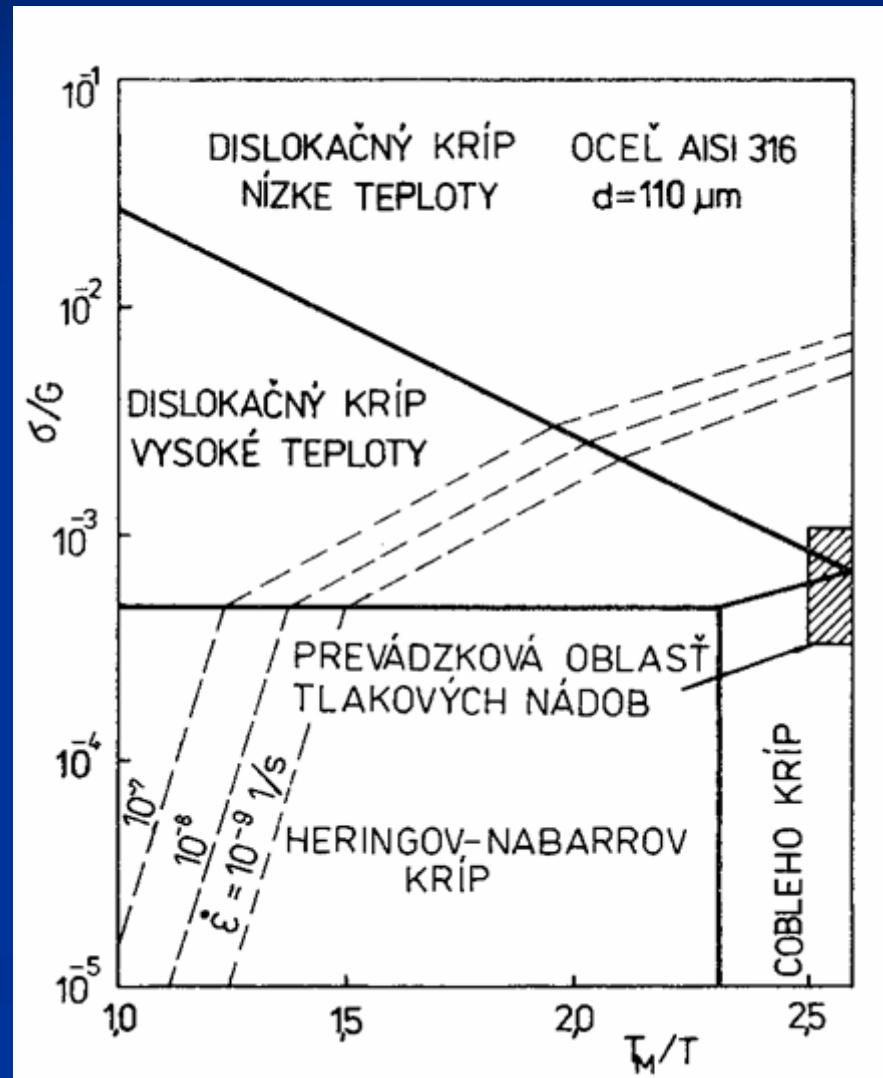 10⁻¹
DISLOKAČNÝ KRÍP
NÍZKE TEPLOTY
OCEĽ AISI 316
d=110 μm
10⁻²
σ/G
DISLOKAČNÝ KRÍP
VYSOKÉ TEPLOTY
10⁻³
PREVÁDZKOVÁ OBLASŤ
TLAKOVÝCH NÁDOB
10⁻⁴
10⁻⁷
10⁻⁸
ε̇ = 10⁻⁹ 1/s
HERINGOV-NABARROV
KRÍP
COBLEHO KRÍP
10⁻⁵
1,0
1,5
2,0
2,5
T_M/T